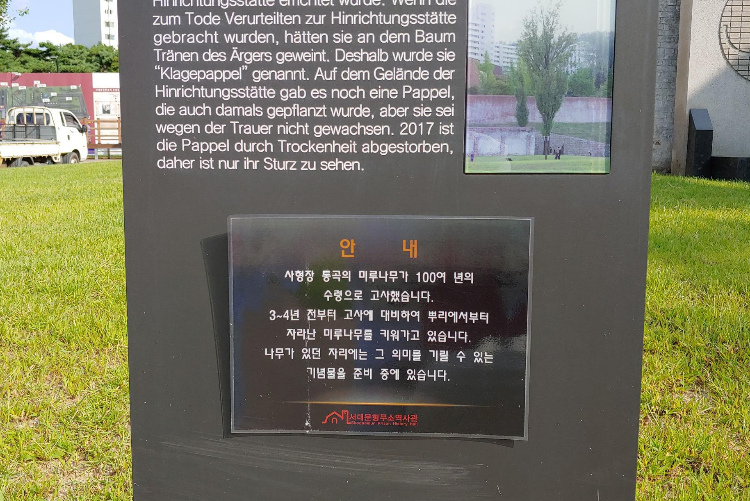 Hinrichtungsstätte errichtet wurde. Wenn die
zum Tode Verurteilten zur Hinrichtungsstätte
gebracht wurden, hätten sie an dem Baum
Tränen des Ärgers geweint. Deshalb wurde sie
“Klagepappel” genannt. Auf dem Gelände der
Hinrichtungsstätte gab es noch eine Pappel,
die auch damals gepflanzt wurde, aber sie sei
wegen der Trauer nicht gewachsen. 2017 ist
die Pappel durch Trockenheit abgestorben,
daher ist nur ihr Sturz zu sehen.
안 내
사형장 통곡의 미루나무가 100여 년의
수령으로 고사했습니다.
3~4년 전부터 고사에 대비하여 뿌리에서부터
자라난 미루나무를 키워가고 있습니다.
나무가 있던 자리에는 그 의미를 기릴 수 있는
기념물을 준비 중에 있습니다.
서대문형무소역사관
Seodaemun Prison History Hall